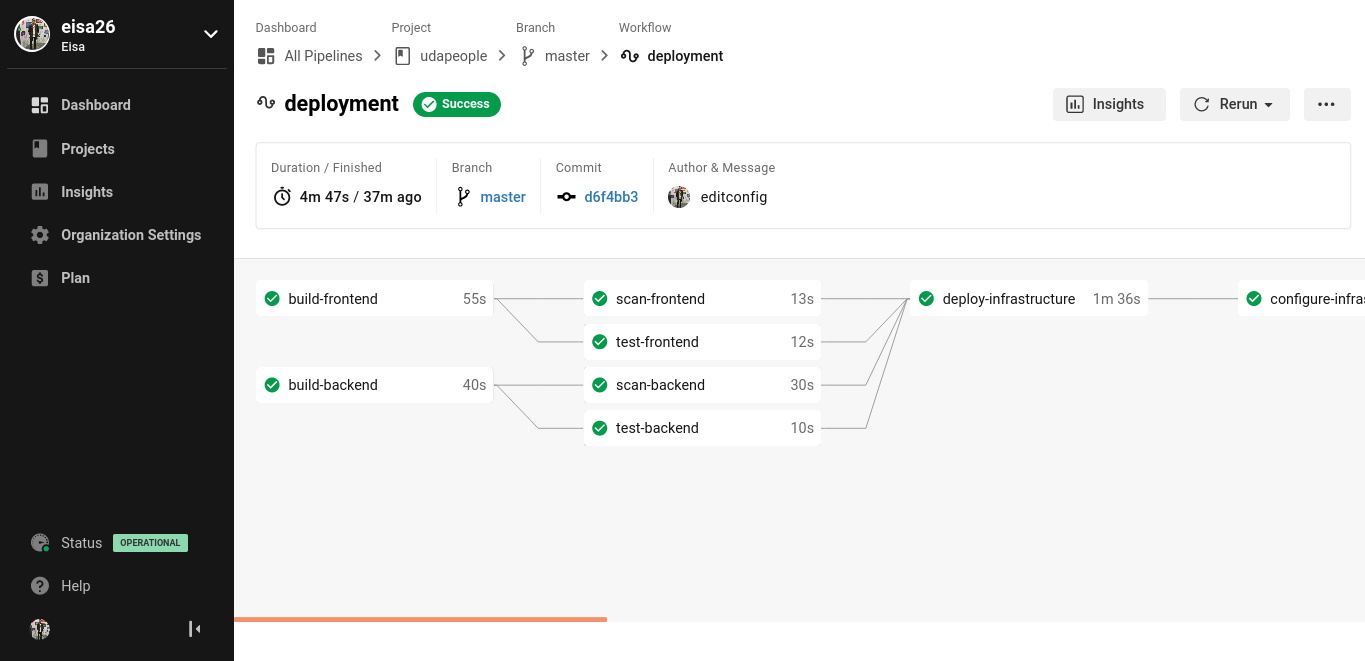 eisa26
Eisa
Dashboard
Projects
Insights
Organization Settings
Plan
Status OPERATIONAL
Help
Dashboard Project Branch Workflow
All Pipelines udapeople master deployment
deployment Success Insights Rerun
Duration / Finished Branch Commit Author & Message
4m 47s / 37m ago master d6f4bb3 editconfig
build-frontend 55s scan-frontend 13s deploy-infrastructure 1m 36s configure-infras
test-frontend 12s
build-backend 40s scan-backend 30s
test-backend 10s